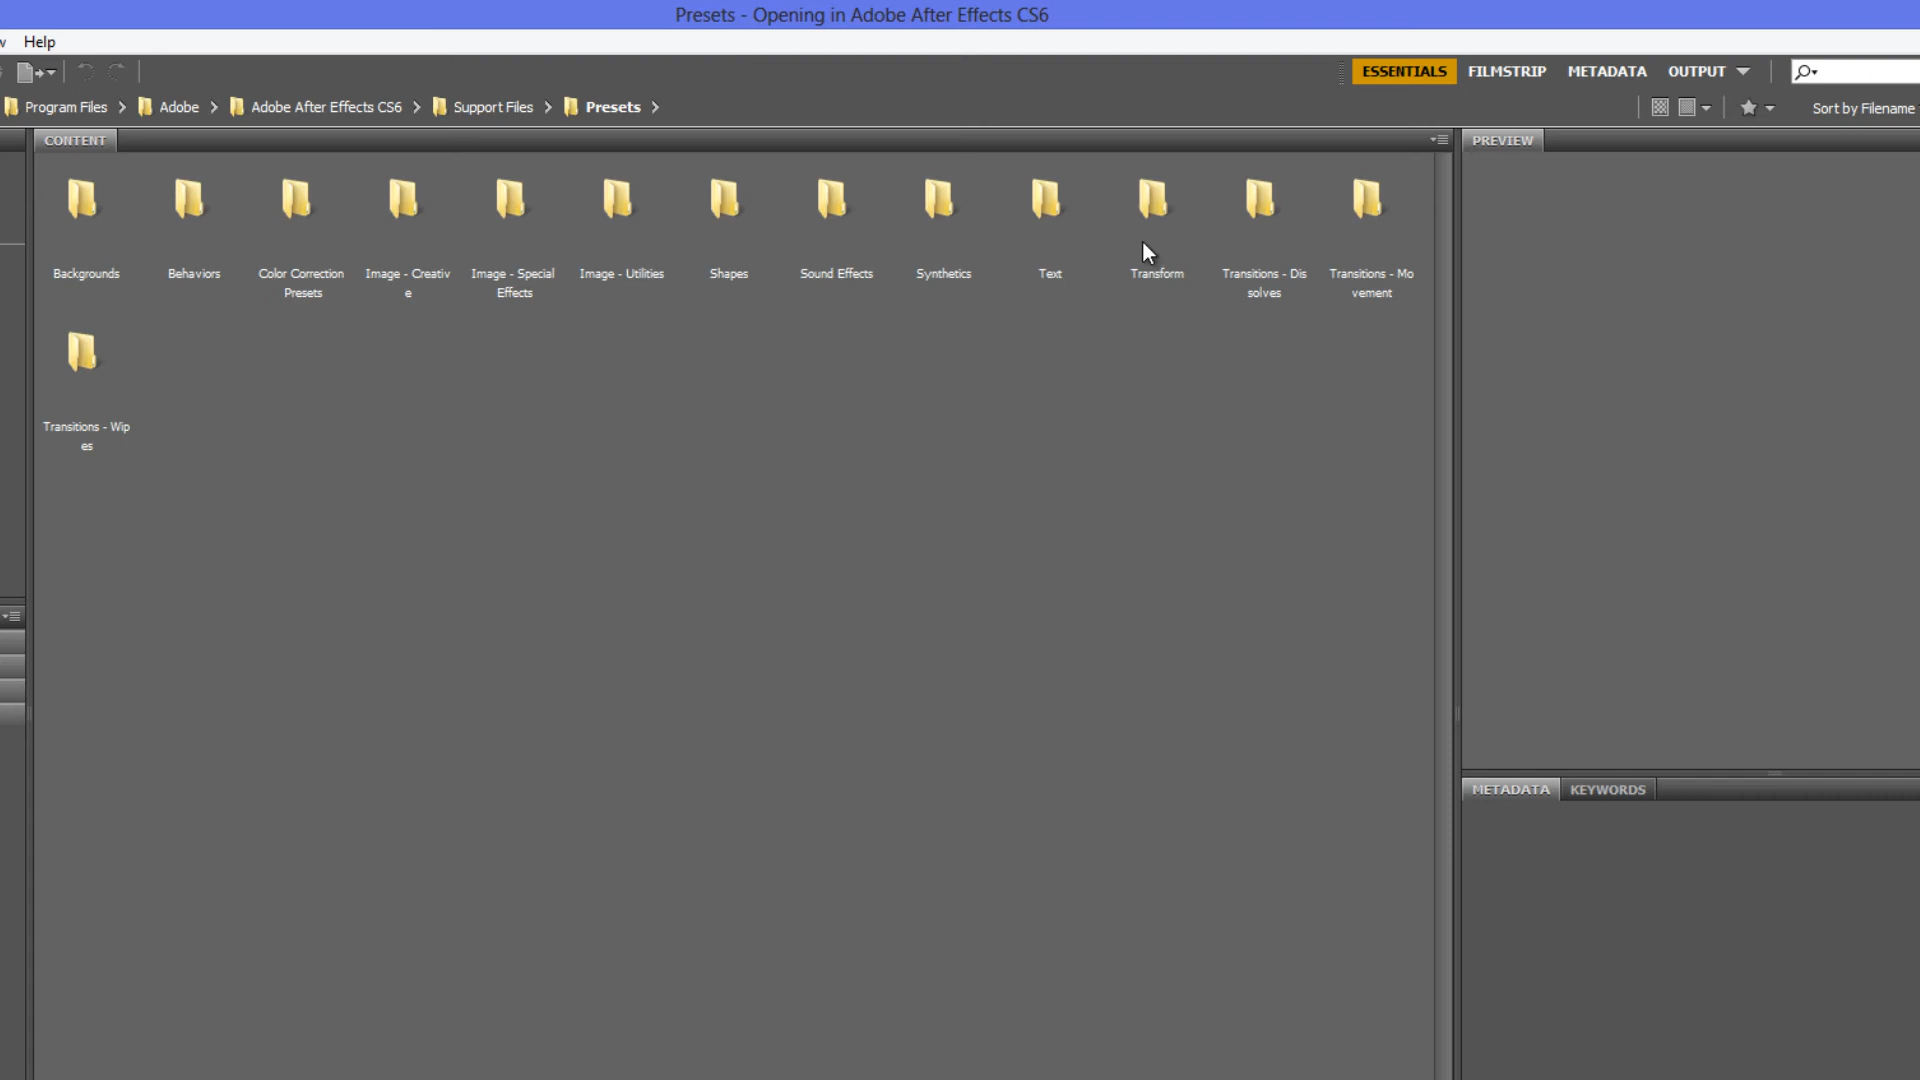 Presets - Opening in Adobe After Effects CS6
Help
ESSENTIALS FILMSTRIP METADATA OUTPUT
Program Files Adobe Adobe After Effects CS6 Support Files Presets Sort by Filename
CONTENT
PREVIEW
Backgrounds
Behaviors
Color Correction
Presets
Image - Creativ
e
Image - Special
Effects
Image - Utilities
Shapes
Sound Effects
Synthetics
Text
Transform
Transitions - Dis
solves
Transitions - Mo
vement
Transitions - Wip
es
METADATA KEYWORDS